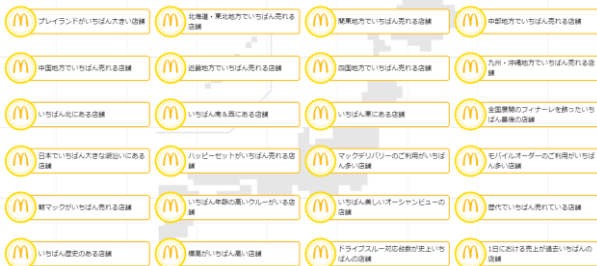 プレイランドがいちばん大きい店舗
北海道・東北地方でいちばん売れる
店舗
関東地方でいちばん売れる店舗
中部地方でいちばん売れる店舗
中国地方でいちばん売れる店舗
近畿地方でいちばん売れる店舗
四国地方でいちばん売れる店舗
九州・沖縄地方でいちばん売れる店
舗
いちばん北にある店舗
いちばん南&西にある店舗
いちばん東にある店舗
全国展開のフィナーレを飾ったいち
ばん最後の店舗
日本でいちばん大きな湖沿いにある
店舗
ハッピーセットがいちばん売れる店
舗
マックデリバリーのご利用がいちば
ん多い店舗
モバイルオーダーのご利用がいちば
ん多い店舗
朝マックがいちばん売れる店舗
いちばん年齢の高いクルーがいる店
舗
いちばん美しいオーシャンビューの
店舗
歴代でいちばん売れている店舗
いちばん歴史のある店舗
標高がいちばん高い店舗
ドライブスルー対応台数が史上いち
ばんの店舗
1日における売上が過去いちばんの
店舗